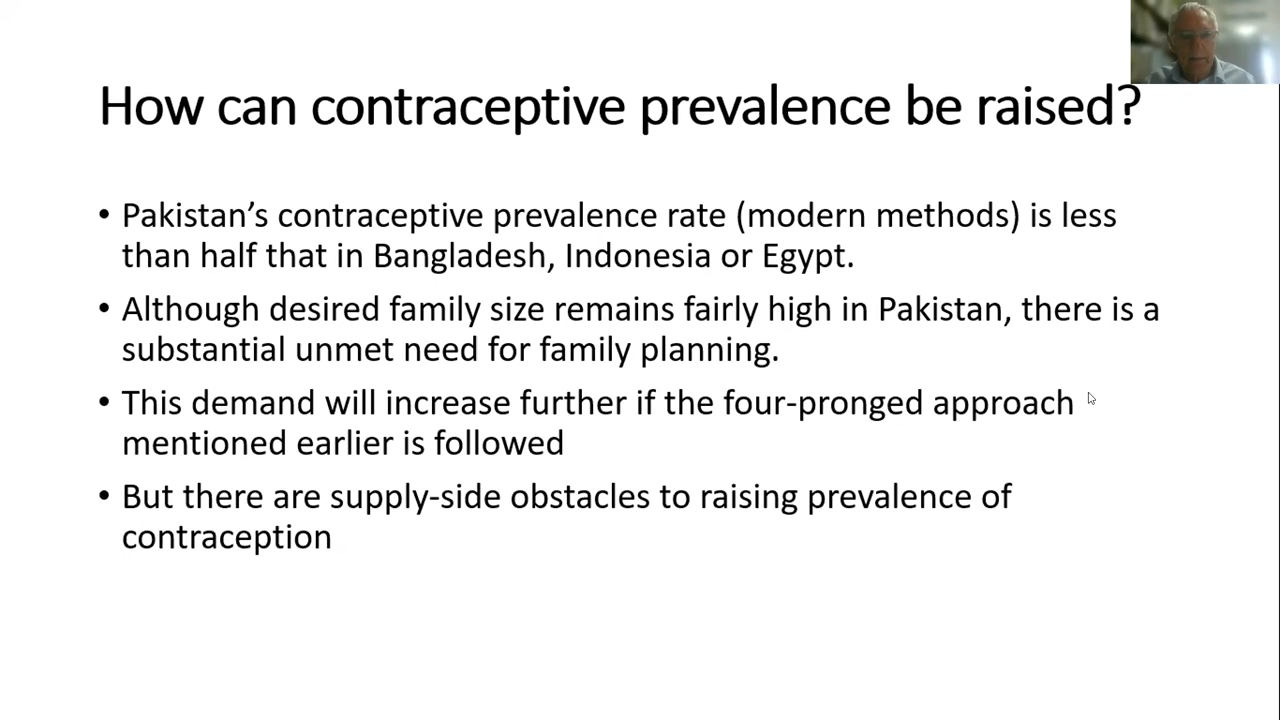 How can contraceptive prevalence be raised?
• Pakistan’s contraceptive prevalence rate (modern methods) is less
than half that in Bangladesh, Indonesia or Egypt.
• Although desired family size remains fairly high in Pakistan, there is a
substantial unmet need for family planning.
• This demand will increase further if the four-pronged approach
mentioned earlier is followed
• But there are supply-side obstacles to raising prevalence of
contraception